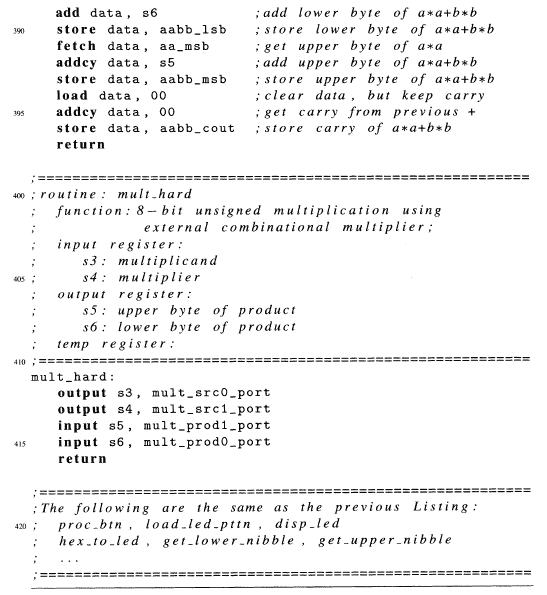 add data, s6 ;add lower byte of a*a+b*b
390 store data, aabb_lsb ;store lower byte of a*a+b*b
fetch data, aa_msb ;get upper byte of a*a
addcy data, s5 ;add upper byte of a*a+b*b
store data, aabb_msb ;store upper byte of a*a+b*b
load data, 00 ;clear data, but keep carry
395 addcy data, 00 ;get carry from previous +
store data, aabb_cout ;store carry of a*a+b*b
return
;=====================================================
400 ;routine: mult_hard
; function: 8-bit unsigned multiplication using
; external combinational multiplier;
; input register:
; s3: multiplicand
405 ; s4: multiplier
; output register:
; s5: upper byte of product
; s6: lower byte of product
; temp register:
410 ;=====================================================
mult_hard:
output s3, mult_src0_port
output s4, mult_src1_port
input s5, mult_prod1_port
415 input s6, mult_prod0_port
return
;=====================================================
;The following are the same as the previous Listing:
420 ; proc_btn, load_led_pttn, disp_led
; hex_to_led, get_lower_nibble, get_upper_nibble
; ...
;=====================================================